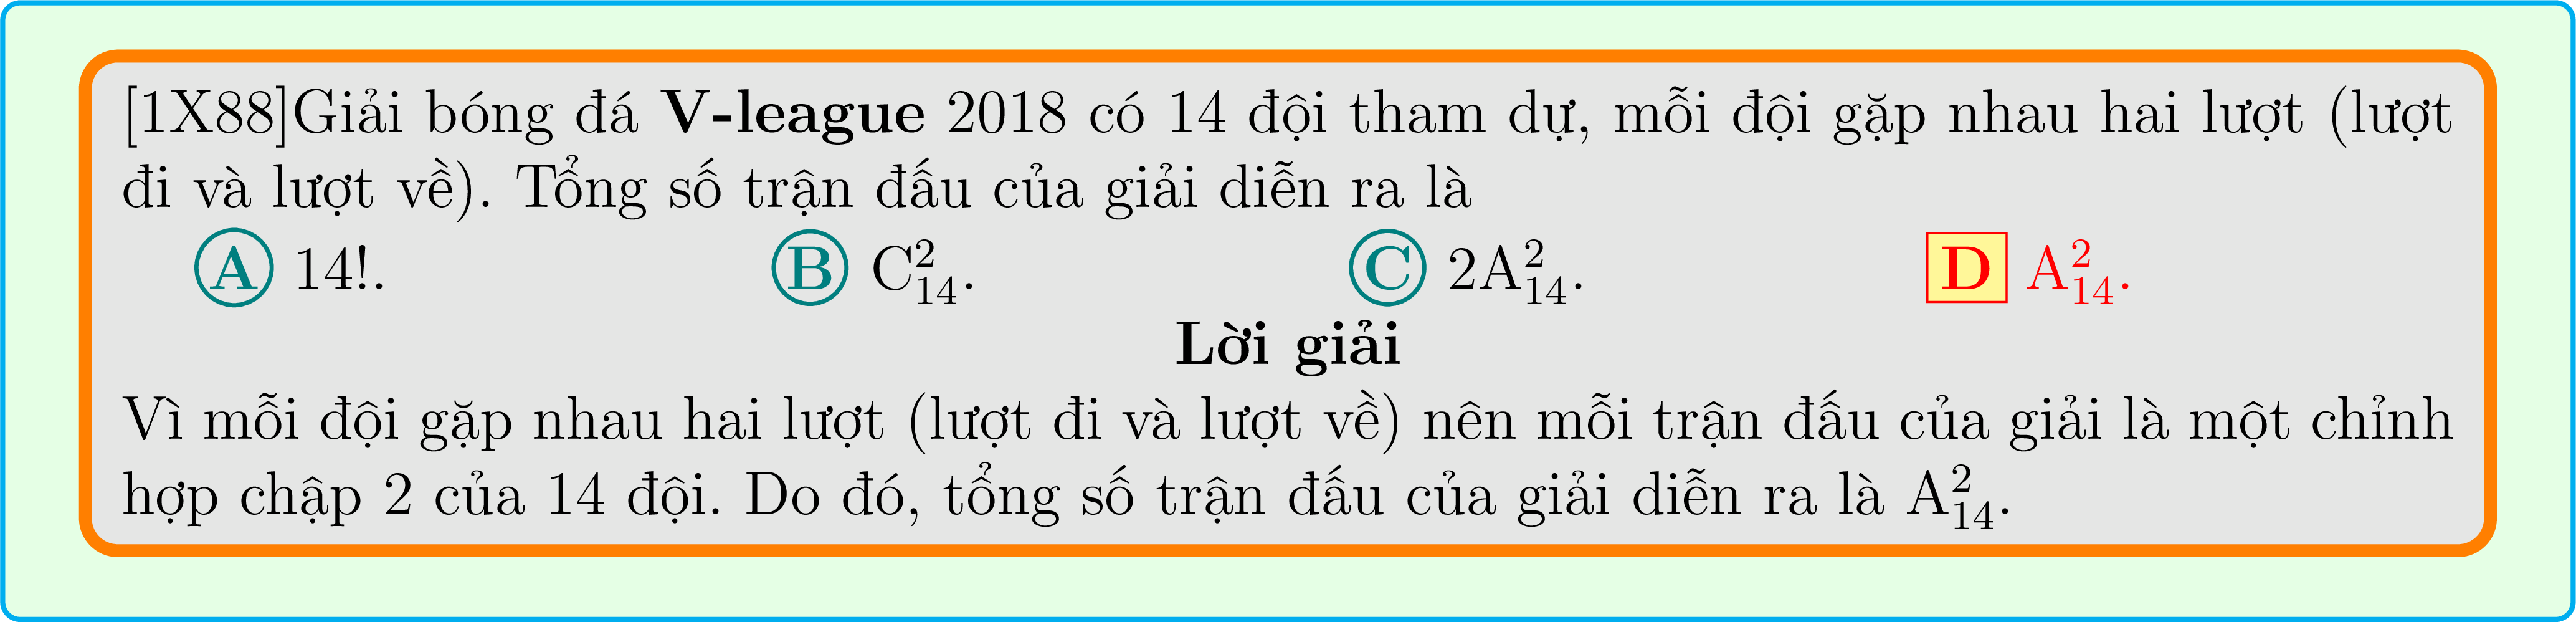 [1X88]Giải bóng đá V-league 2018 có 14 đội tham dự, mỗi đội gặp nhau hai lượt (lượt
đi và lượt về). Tổng số trận đấu của giải diễn ra là
A 14!. B C²₁₄. C 2A²₁₄. D A²₁₄.
Lời giải
Vì mỗi đội gặp nhau hai lượt (lượt đi và lượt về) nên mỗi trận đấu của giải là một chỉnh
hợp chập 2 của 14 đội. Do đó, tổng số trận đấu của giải diễn ra là A²₁₄.